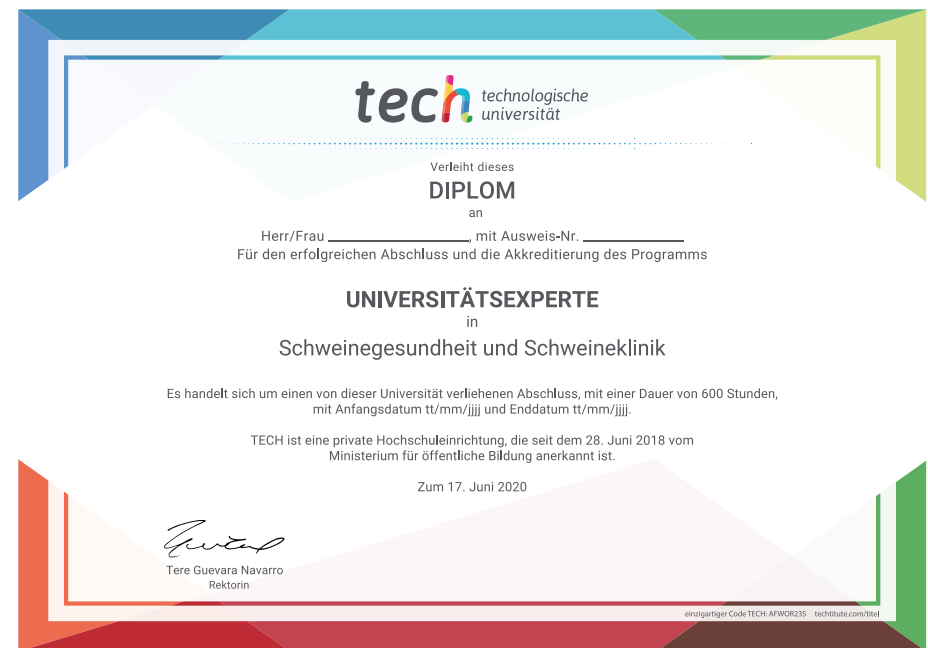 tech technologische
universität
Verleiht dieses
DIPLOM
an
Herr/Frau ___________________, mit Ausweis-Nr. ______________
Für den erfolgreichen Abschluss und die Akkreditierung des Programms
UNIVERSITÄTSEXPERTE
in
Schweinegesundheit und Schweineklinik
Es handelt sich um einen von dieser Universität verliehenen Abschluss, mit einer Dauer von 600 Stunden,
mit Anfangsdatum tt/mm/jjjj und Enddatum tt/mm/jjjj.
TECH ist eine private Hochschuleinrichtung, die seit dem 28. Juni 2018 vom
Ministerium für öffentliche Bildung anerkannt ist.
Zum 17. Juni 2020
Tere Guevara Navarro
Rektorin
einzigartiger Code TECH: AFWOR23S techtitute.com/titel